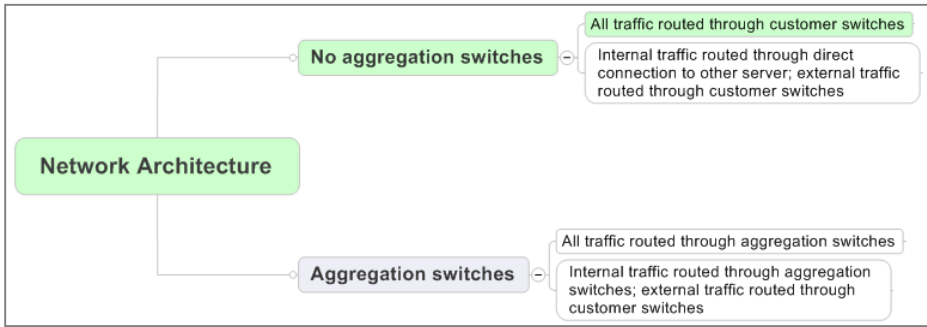 All traffic routed through customer switches
No aggregation switches
Internal traffic routed through direct
connection to other server; external traffic
routed through customer switches
Network Architecture
All traffic routed through aggregation switches
Aggregation switches
Internal traffic routed through aggregation
switches; external traffic routed through
customer switches